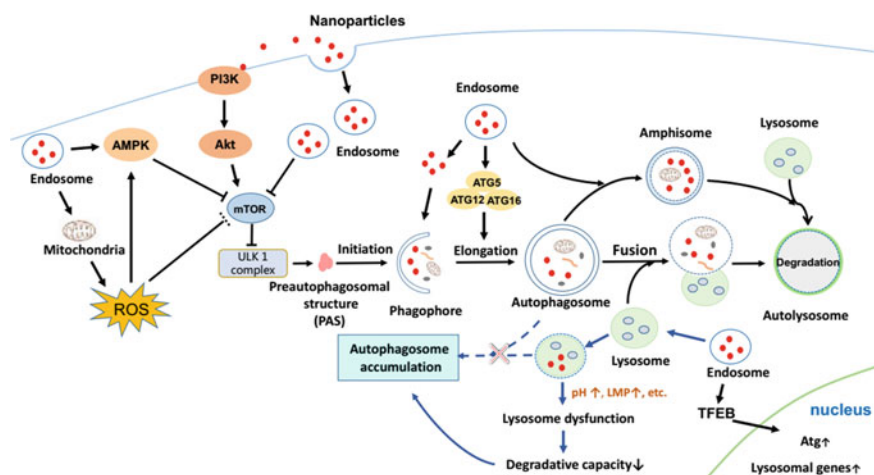 Nanoparticles
PI3K
Endosome
Amphisome
Lysosome
AMPK
Akt
Endosome
Endosome
ATG5
ATG12
ATG16
mTOR
Mitochondria
ULK 1
complex
Initiation
Elongation
Fusion
Degradation
Preautophagosomal
structure
(PAS)
Phagophore
Autophagosome
Autolysosome
ROS
Autophagosome
accumulation
Lysosome
Endosome
pH ↑, LMP↑, etc.
TFEB
nucleus
Lysosome dysfunction
Atg↑
Degradative capacity↓
Lysosomal genes↑